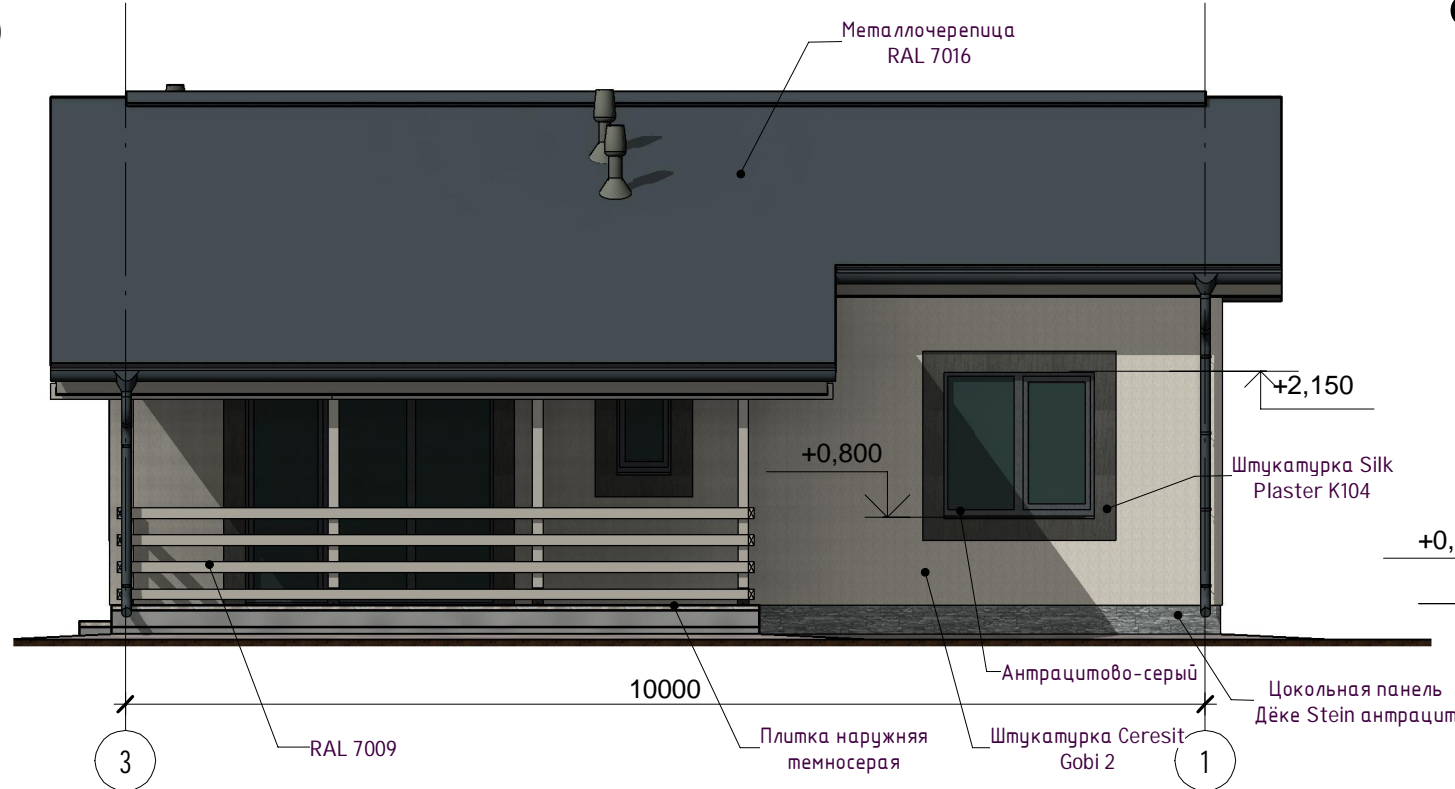 Металлочерепица
RAL 7016
+2,150
+0,800
Штукатурка Silk
Plaster K104
+0,
Антрацитово-серый
10000
Цокольная панель
Дёке Stein антрацит
RAL 7009
Плитка наружняя
темносерая
Штукатурка Ceresit
Gobi 2
3
1